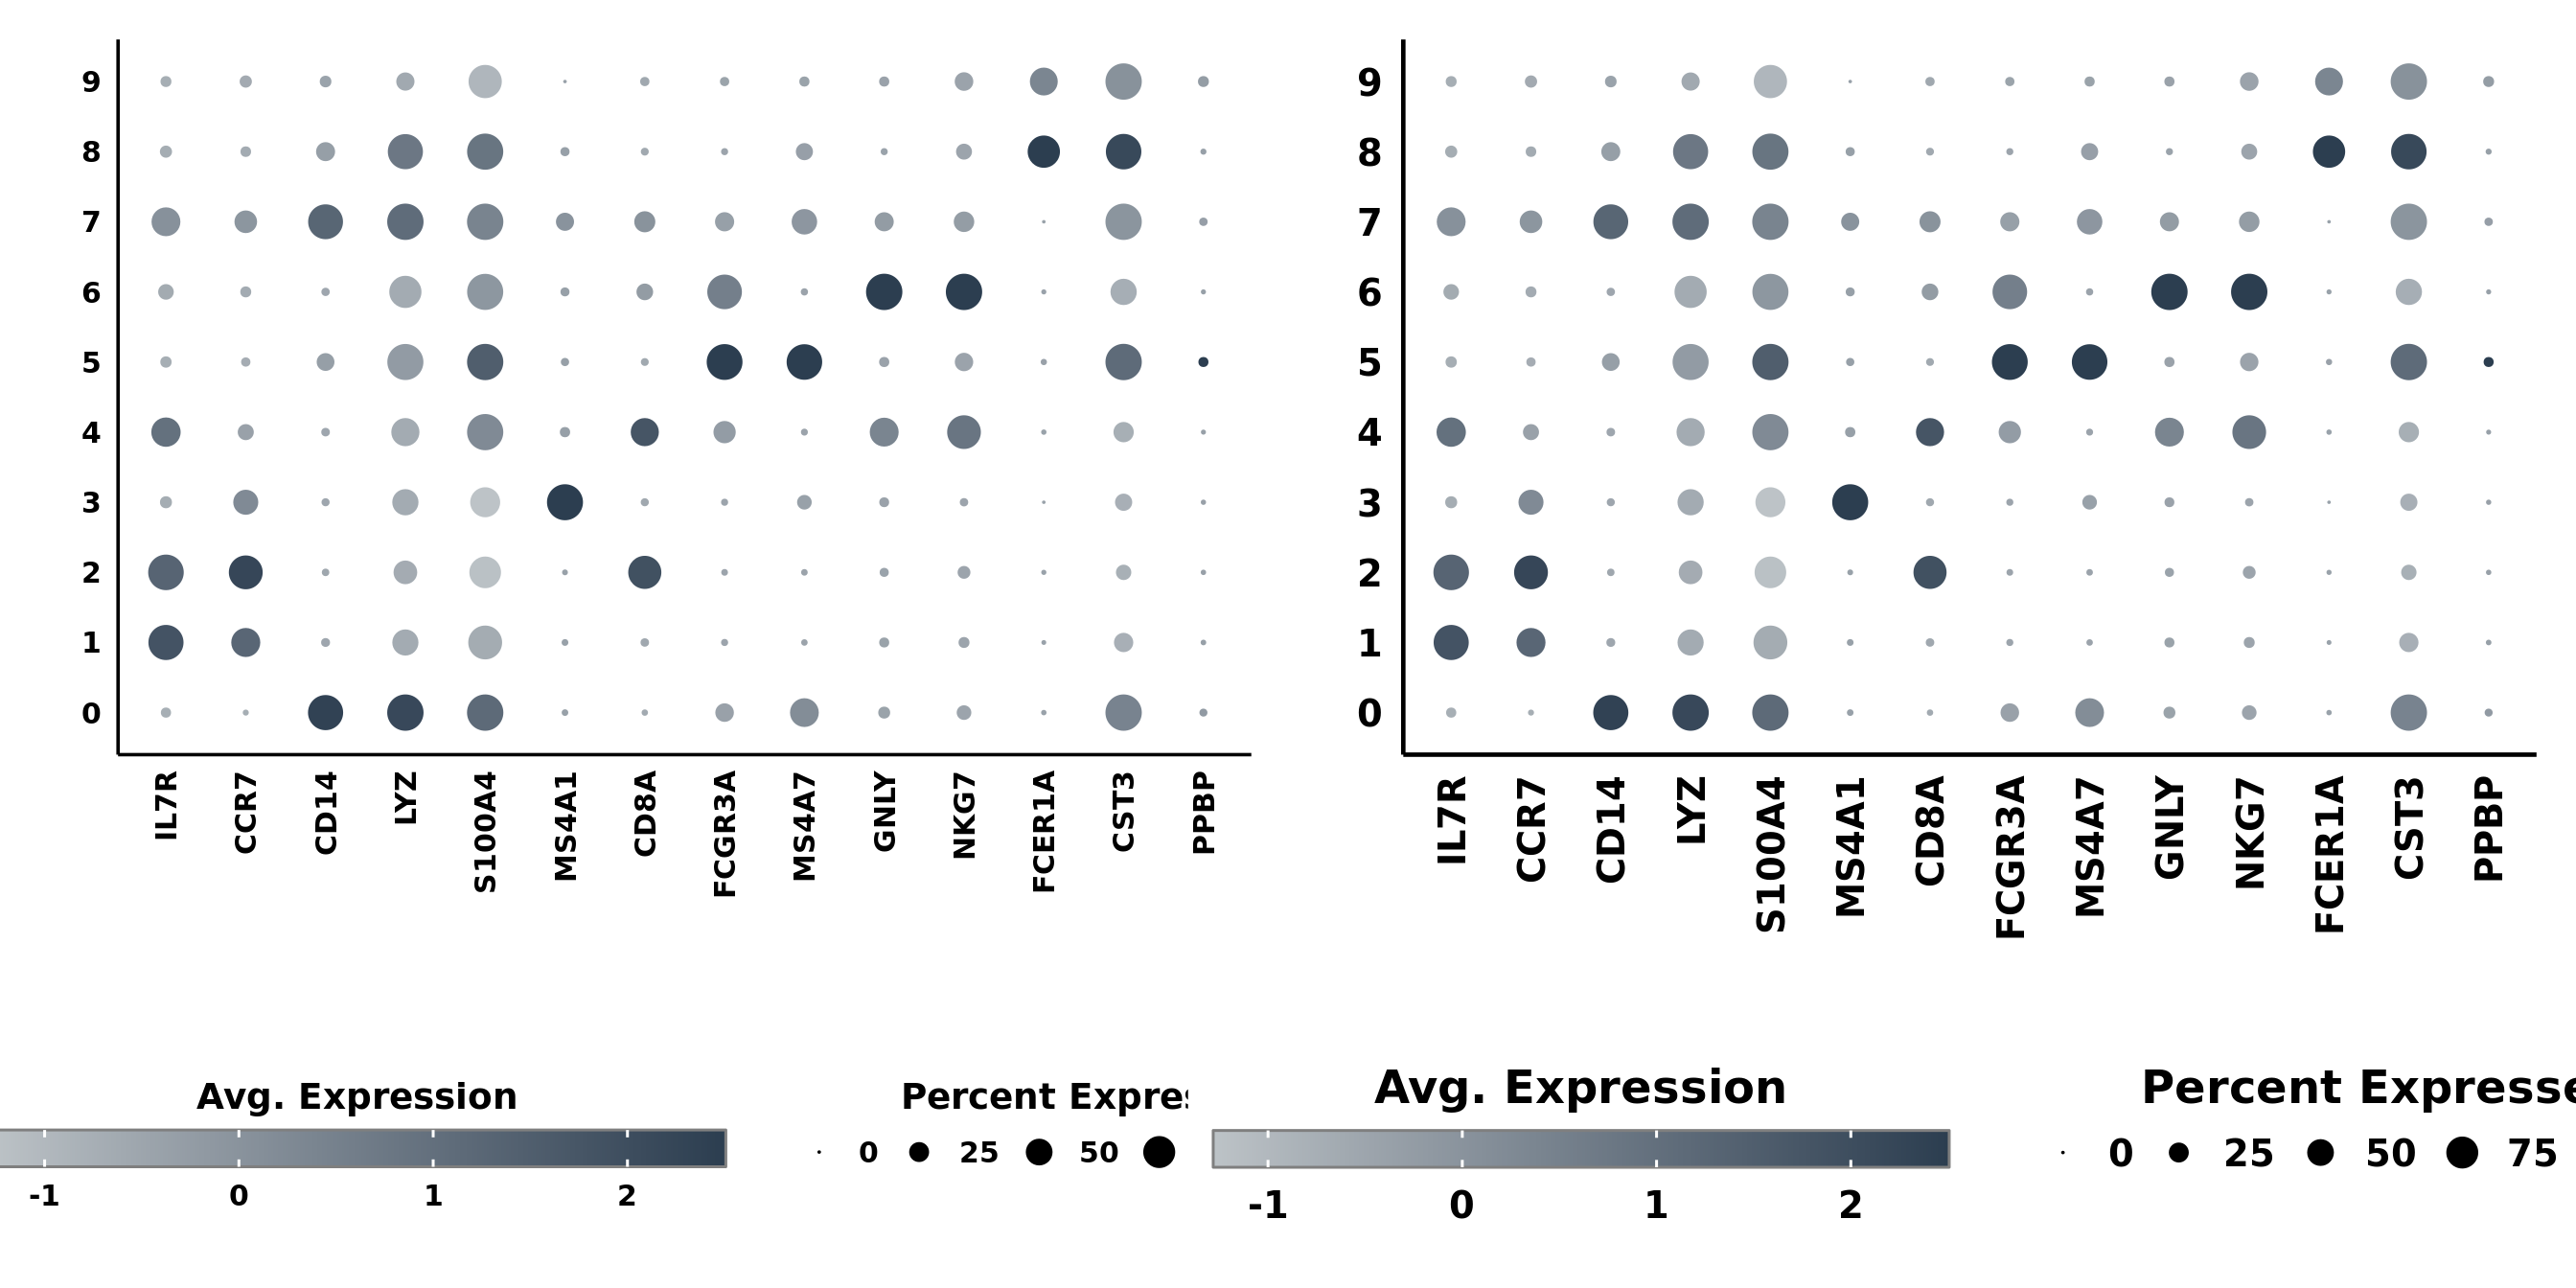 9
8
7
6
5
4
3
2
1
0
IL7R CCR7 CD14 LYZ S100A4 MS4A1 CD8A FCGR3A MS4A7 GNLY NKG7 FCER1A CST3 PPBP
Avg. Expression
-1 0 1 2
Percent Expres
0 25 50
9
8
7
6
5
4
3
2
1
0
IL7R CCR7 CD14 LYZ S100A4 MS4A1 CD8A FCGR3A MS4A7 GNLY NKG7 FCER1A CST3 PPBP
Avg. Expression
-1 0 1 2
Percent Expresse
0 25 50 75